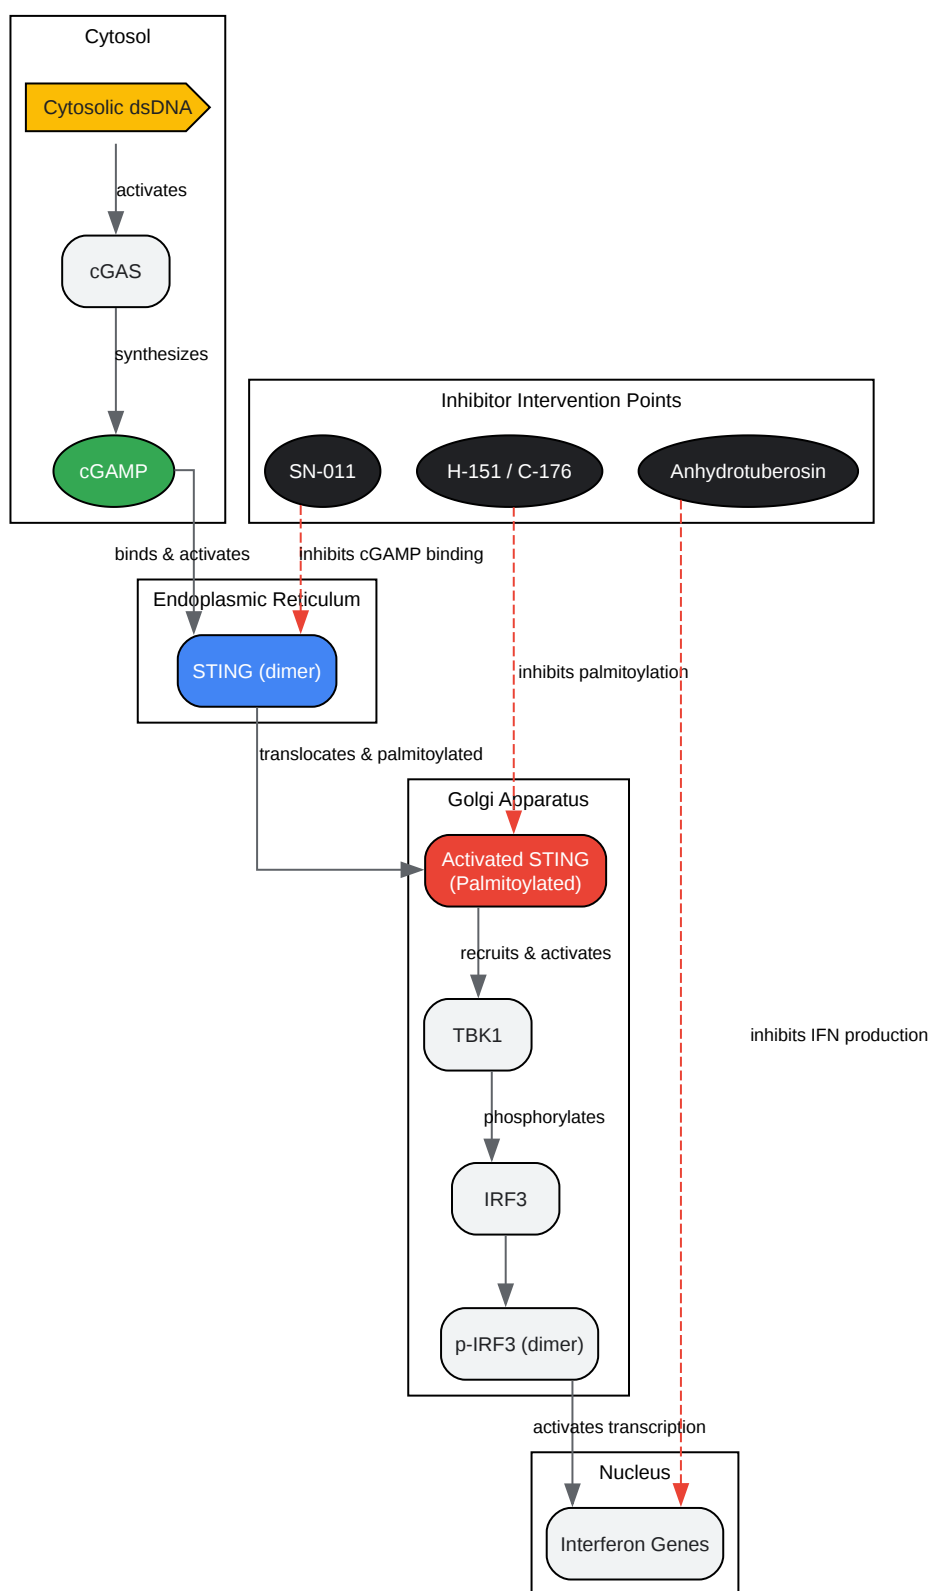 Cytosol
Cytosolic dsDNA
activates
cGAS
synthesizes
Inhibitor Intervention Points
cGAMP
SN-011
H-151 / C-176
Anhydrotuberosin
binds & activates
inhibits cGAMP binding
Endoplasmic Reticulum
STING (dimer)
inhibits palmitoylation
translocates & palmitoylated
Golgi Apparatus
Activated STING
(Palmitoylated)
recruits & activates
TBK1
inhibits IFN production
phosphorylates
IRF3
p-IRF3 (dimer)
activates transcription
Nucleus
Interferon Genes